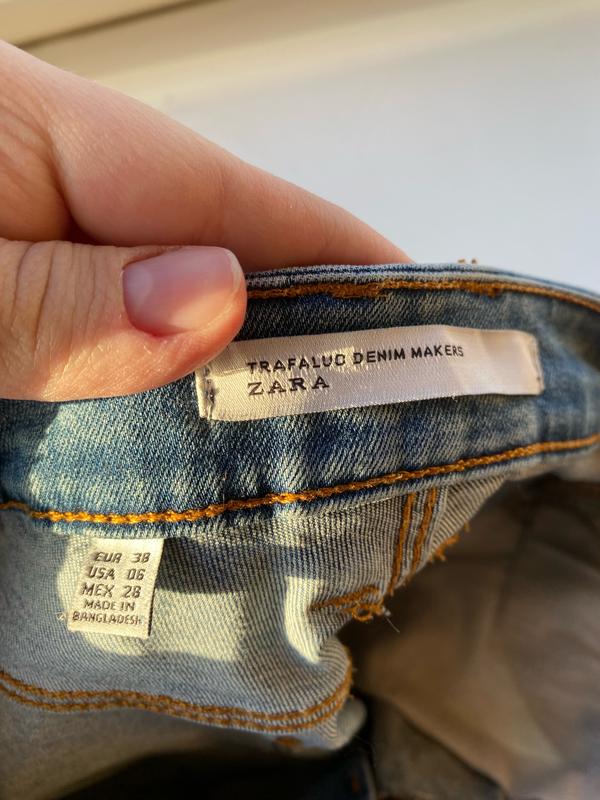 TRAFALUC DENIM MAKERS
ZARA
EUR 38
USA 06
MEX 28
MADE IN
BANGLADESH